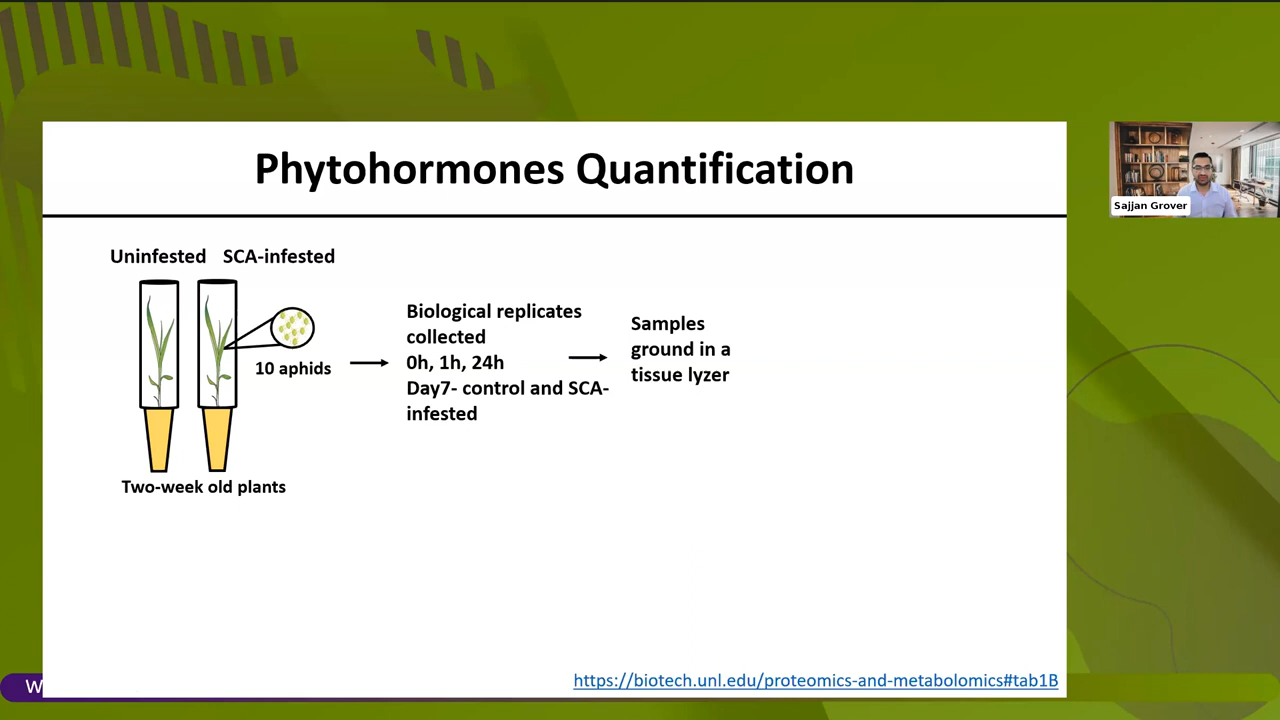 Phytohormones Quantification
Sajjan Grover
Uninfested SCA-infested
10 aphids
Two-week old plants
Biological replicates
collected
0h, 1h, 24h
Day7- control and SCA-
infested
Samples
ground in a
tissue lyzer
https://biotech.unl.edu/proteomics-and-metabolomics#tab1B
W